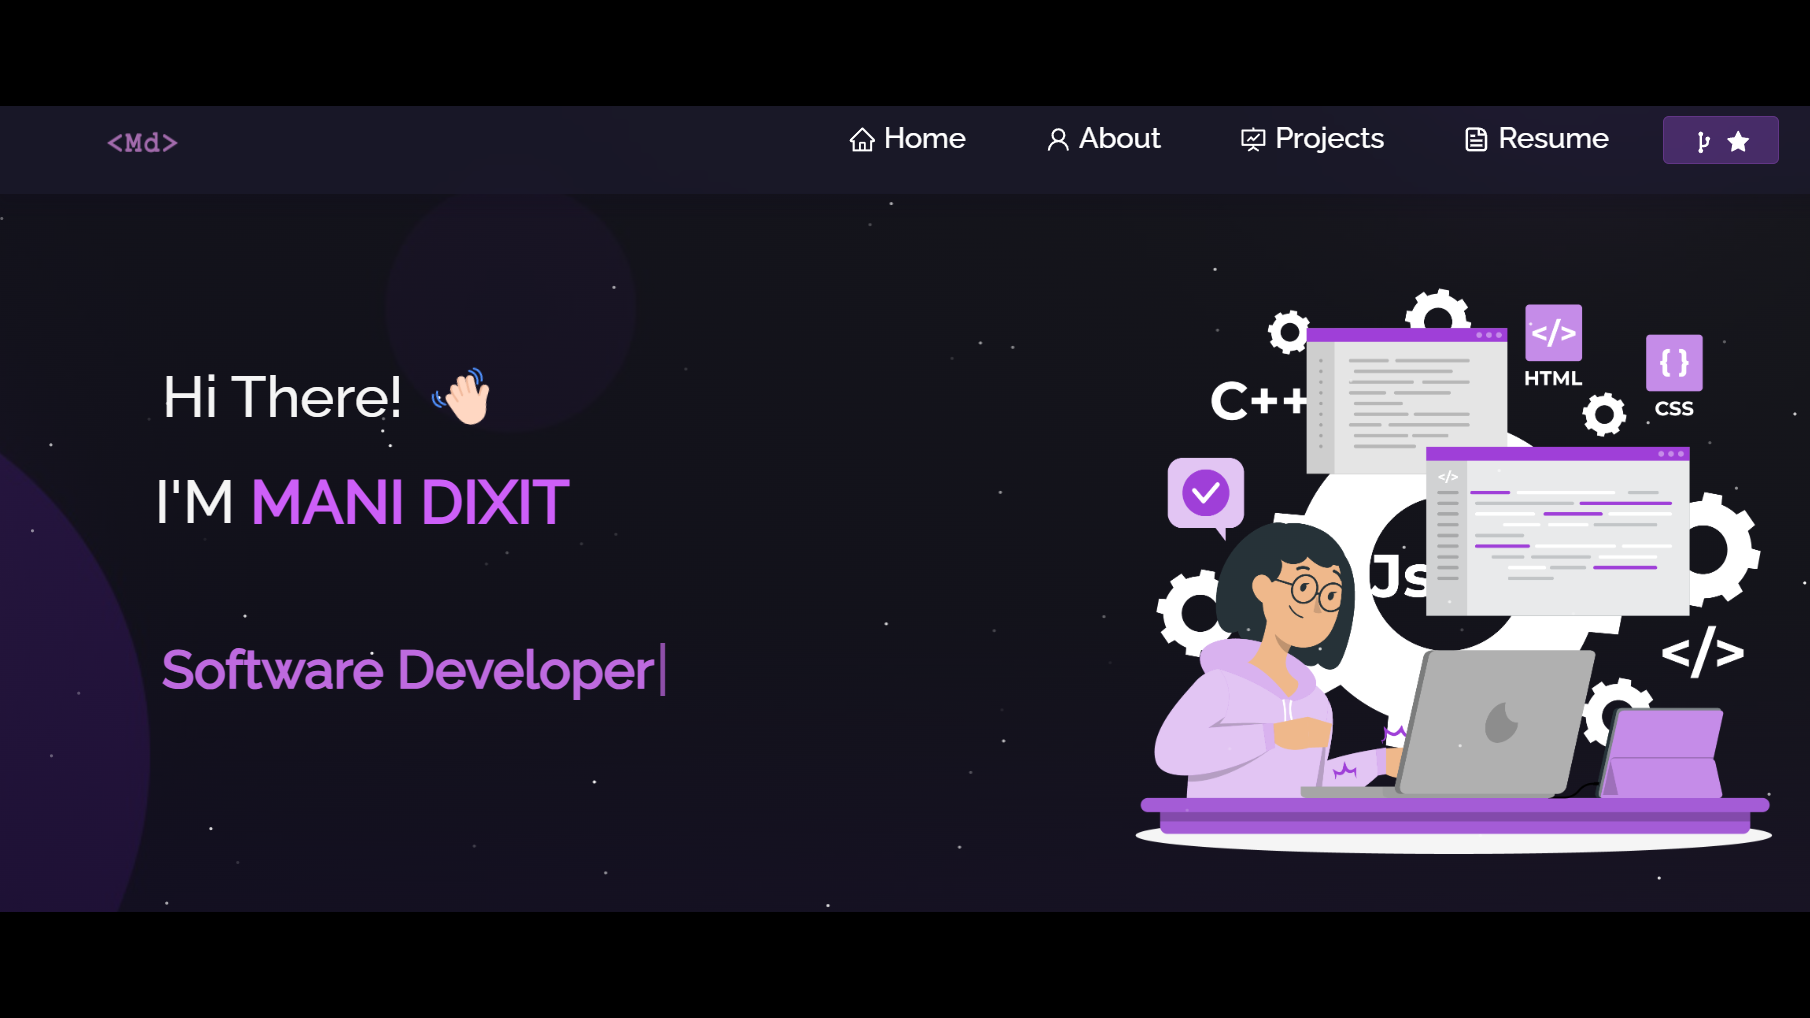 <Md>
Home
About
Projects
Resume
Hi There!
I'M MANI DIXIT
Software Developer
C++
</>
HTML
{}
CSS
</>
Js
</>